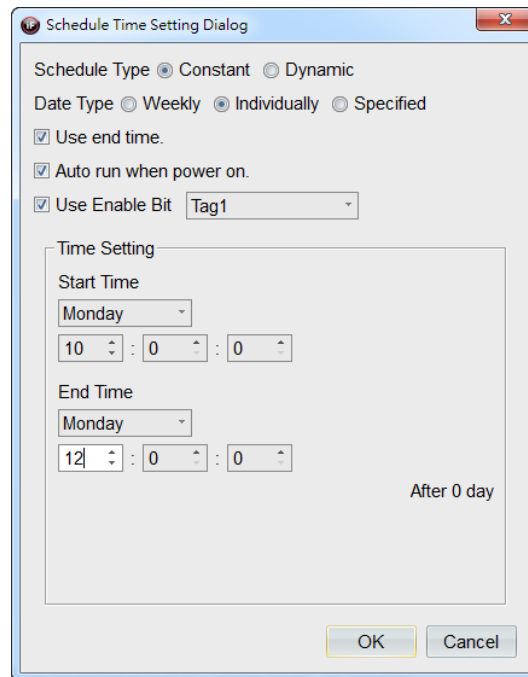 iF Schedule Time Setting Dialog
Schedule Type Constant Dynamic
Date Type Weekly Individually Specified
Use end time.
Auto run when power on.
Use Enable Bit Tag1
Time Setting
Start Time
Monday
10 : 0 : 0
End Time
Monday
12 : 0 : 0
After 0 day
OK Cancel